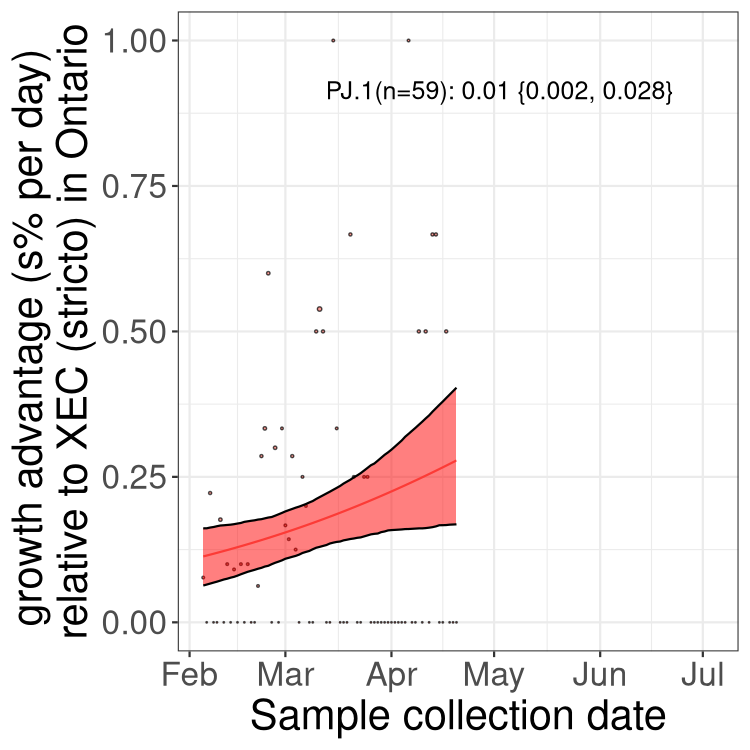 growth advantage (s% per day)
relative to XEC (stricto) in Ontario
1.00
0.75
0.50
0.25
0.00
PJ.1(n=59): 0.01 {0.002, 0.028}
Feb Mar Apr May Jun Jul
Sample collection date